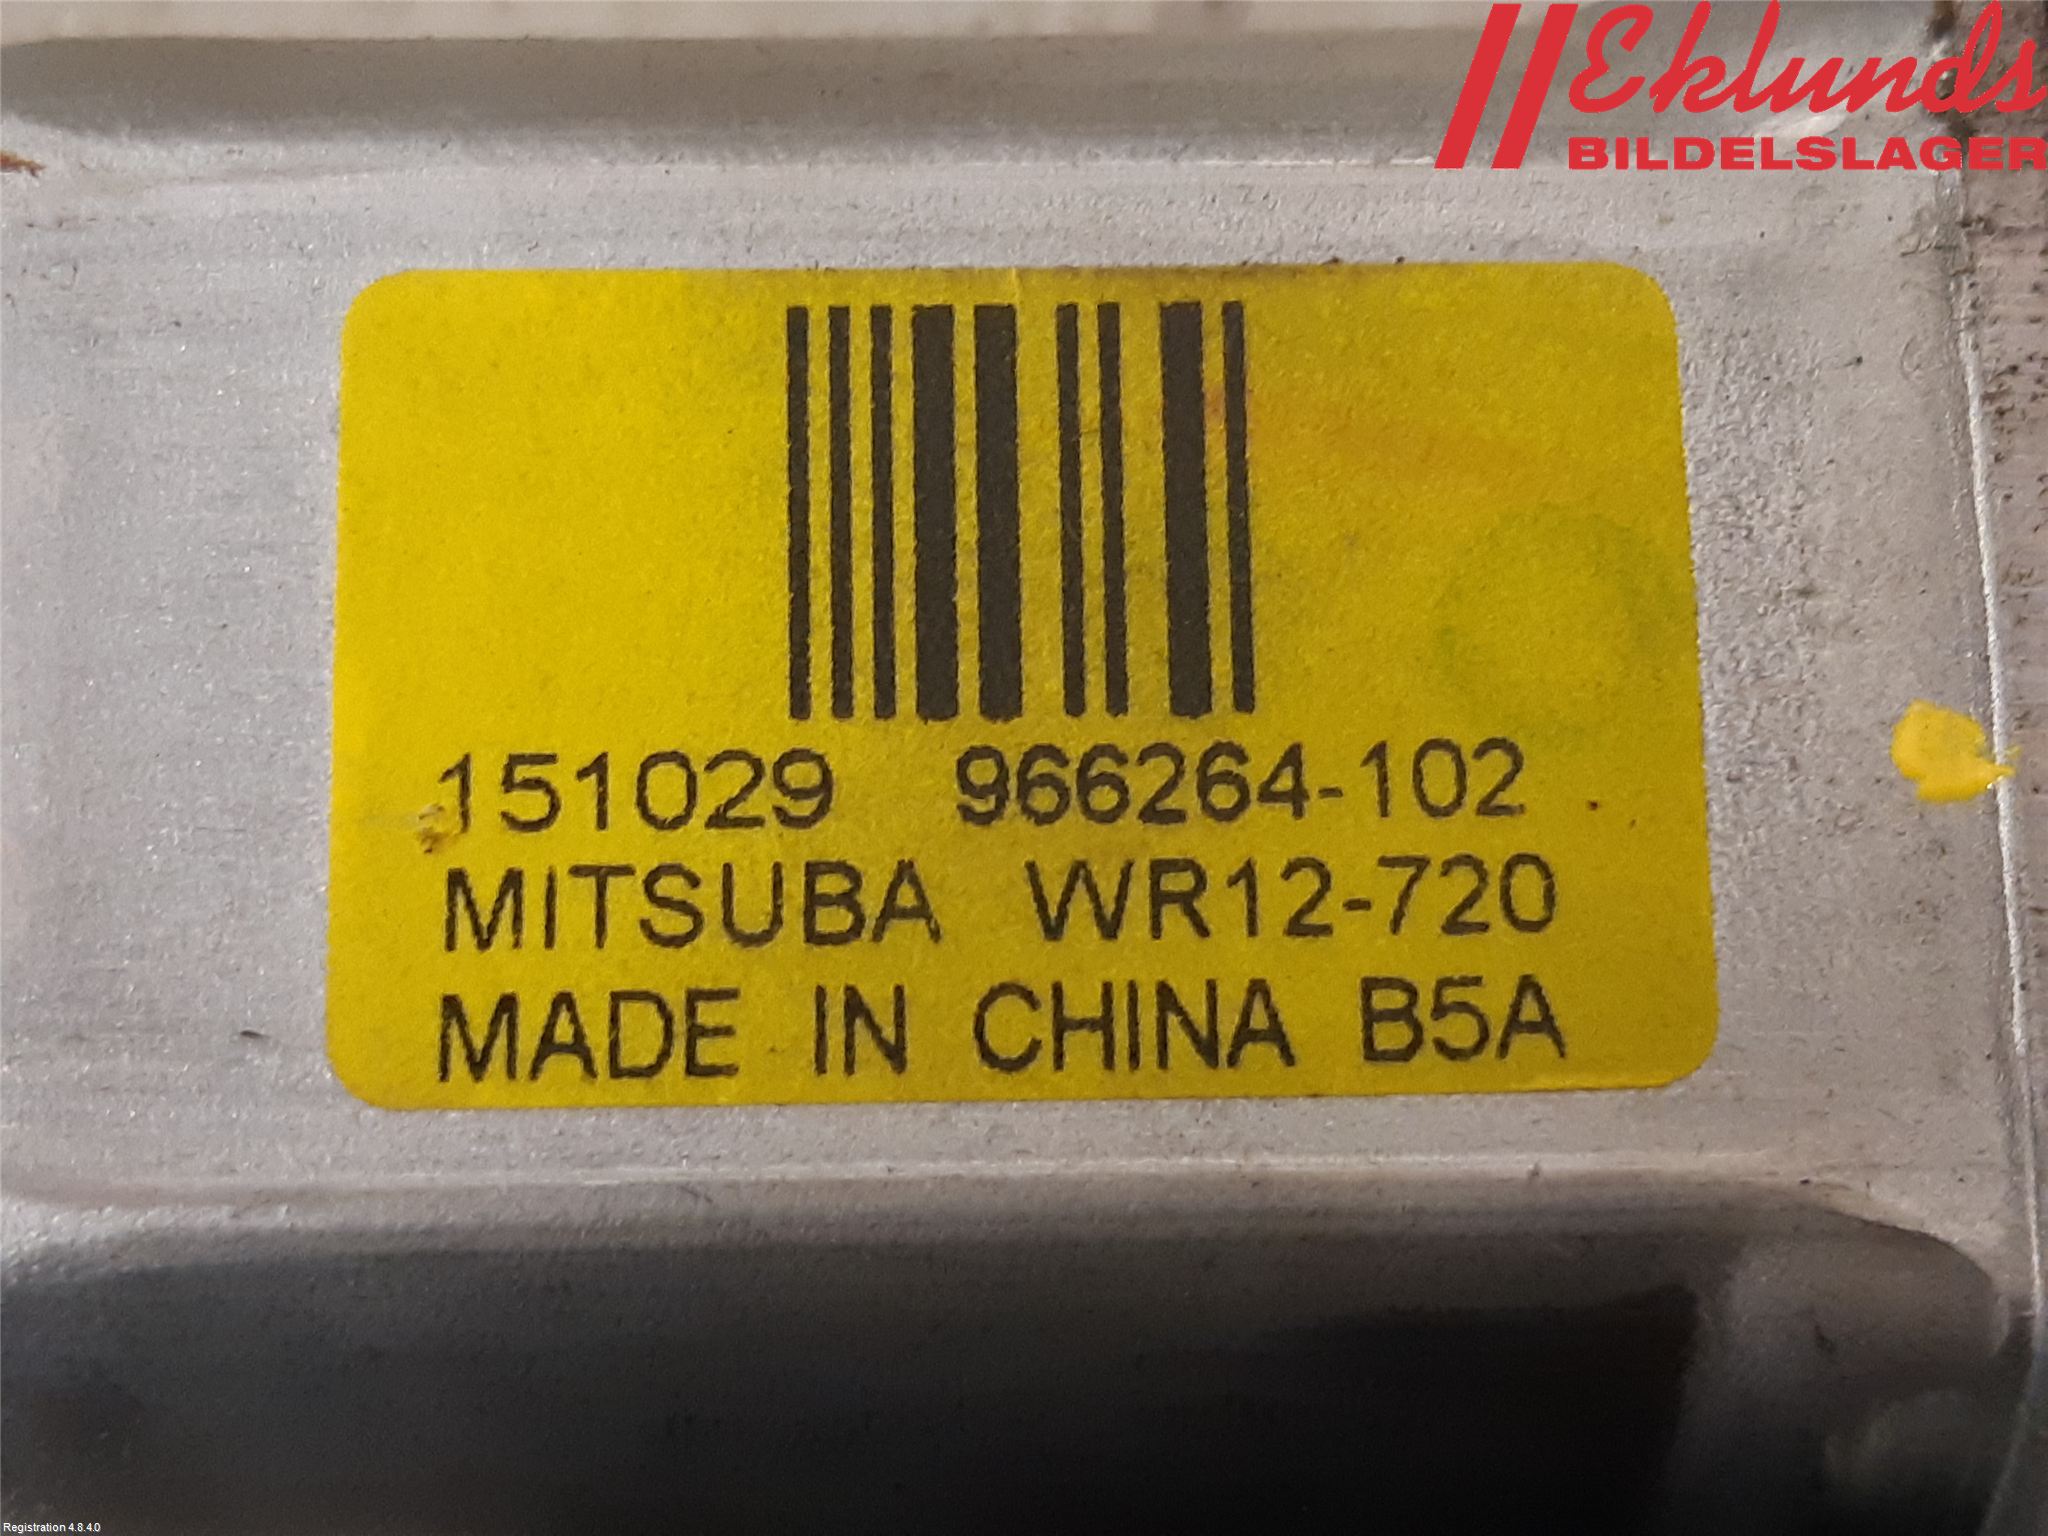 Eklunds
BILDELSLAGER
151029 966264-102
MITSUBA WR12-720
MADE IN CHINA B5A
Registration 4.8.4.0